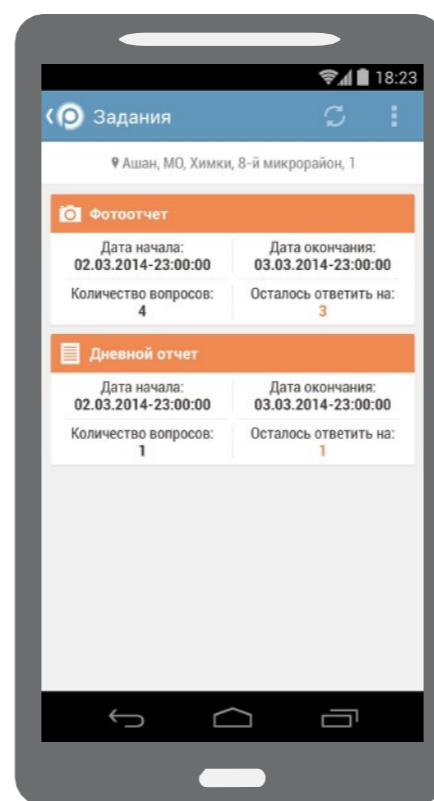 18:23
Задания
Ашан, МО, Химки, 8-й микрорайон, 1
Фотоотчет
Дата начала: Дата окончания:
02.03.2014-23:00:00 03.03.2014-23:00:00
Количество вопросов: Осталось ответить на:
4 3
Дневной отчет
Дата начала: Дата окончания:
02.03.2014-23:00:00 03.03.2014-23:00:00
Количество вопросов: Осталось ответить на:
1 1